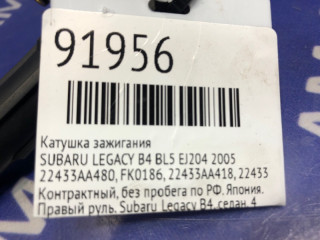 91956
Катушка зажигания
SUBARU LEGACY B4 BL5 EJ204 2005
22433AA480, FK0186, 22433AA418, 22433
Контрактный, без пробега по РФ. Япония.
Правый руль. Subaru Legacy B4, седан, 4